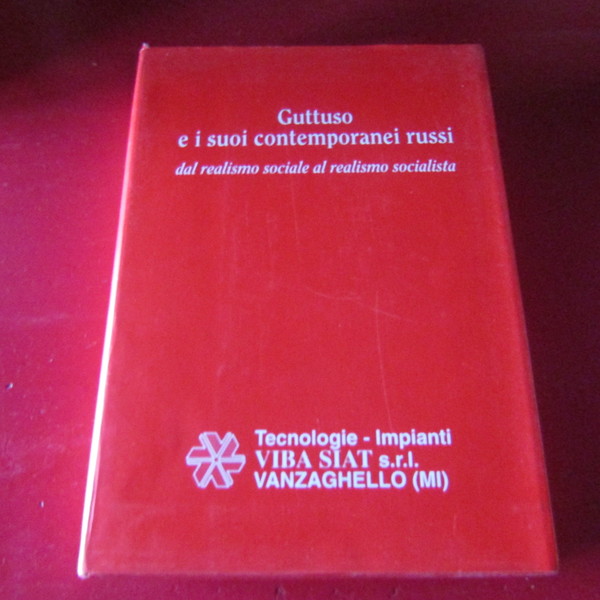 Guttuso
e i suoi contemporanei russi
dal realismo sociale al realismo socialista
Tecnologie - Impianti
VIBA SIAT s.r.l.
VANZAGHELLO (MI)